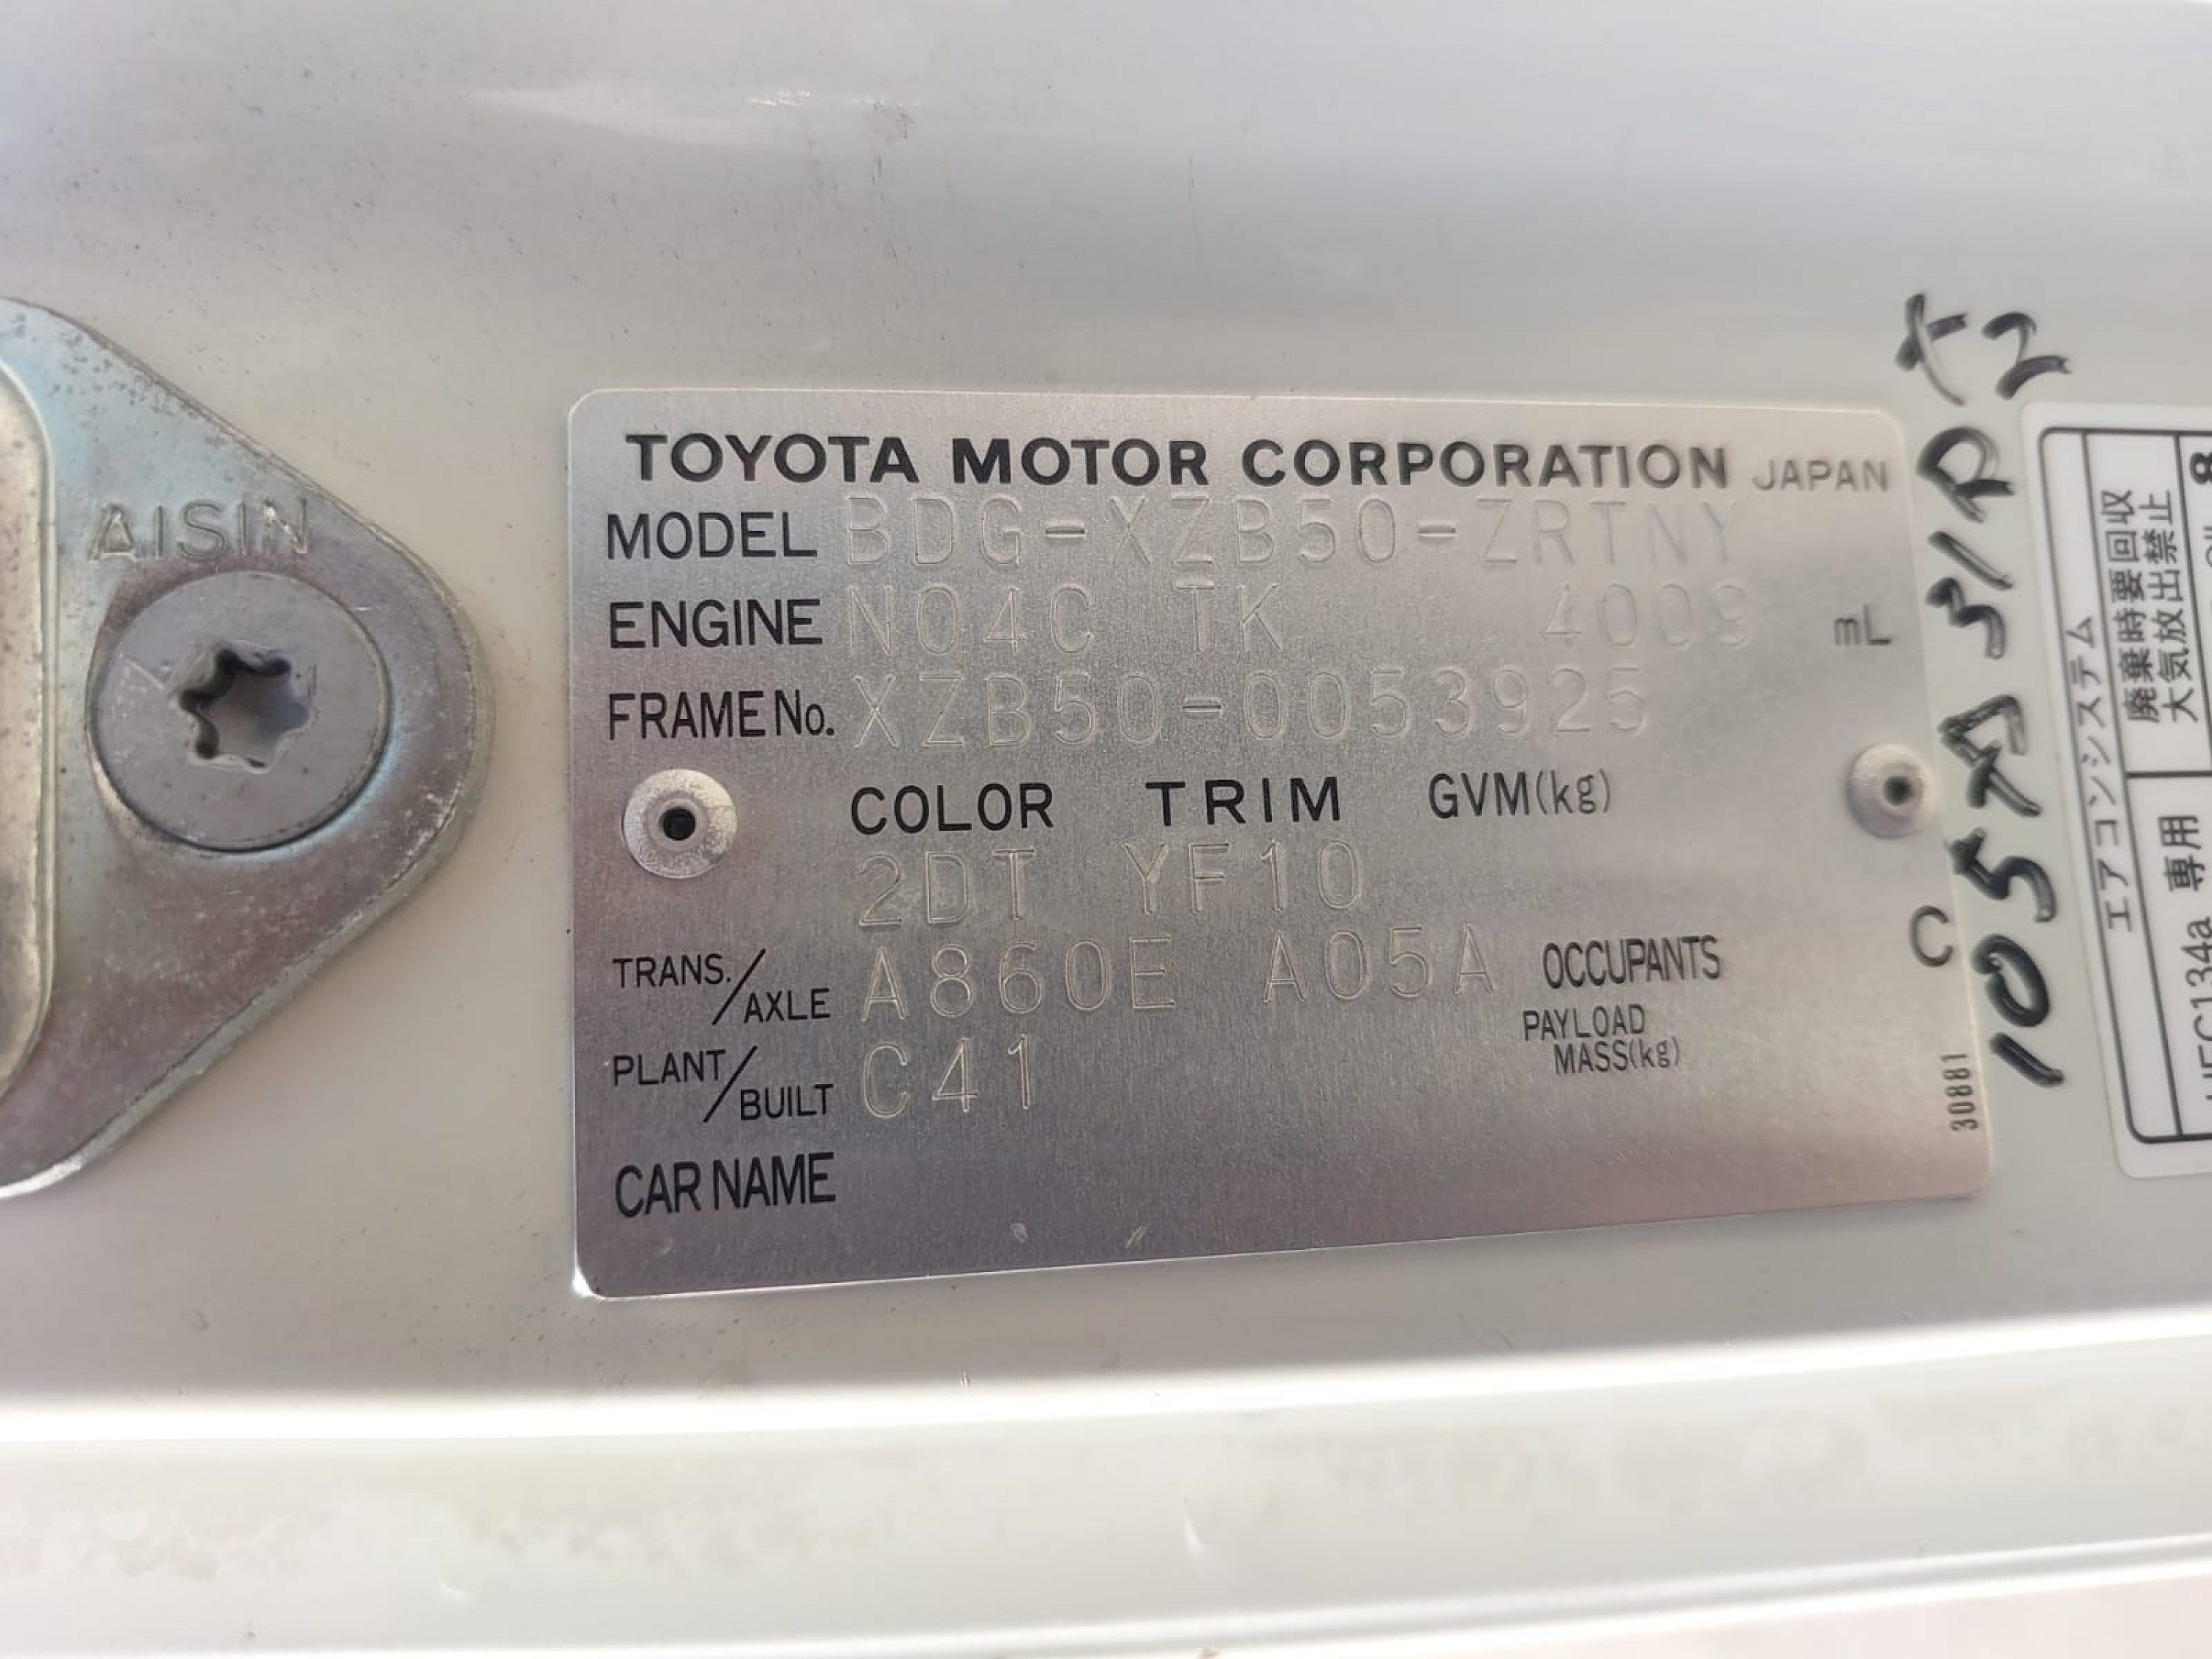 AISIN
TOYOTA MOTOR CORPORATION JAPAN
MODEL BDG-XZB50-ZRTNY
ENGINE N04C TK 4009 mL
FRAME No. XZB50-0053925
COLOR TRIM GVM(kg)
2DT YF10
TRANS./AXLE A860E A05A OCCUPANTS
PAYLOAD MASS(kg)
PLANT/BUILT C41
CAR NAME
C
30881
エアコンシステム
廃棄時要回収
大気放出禁止
HFC134a 専用